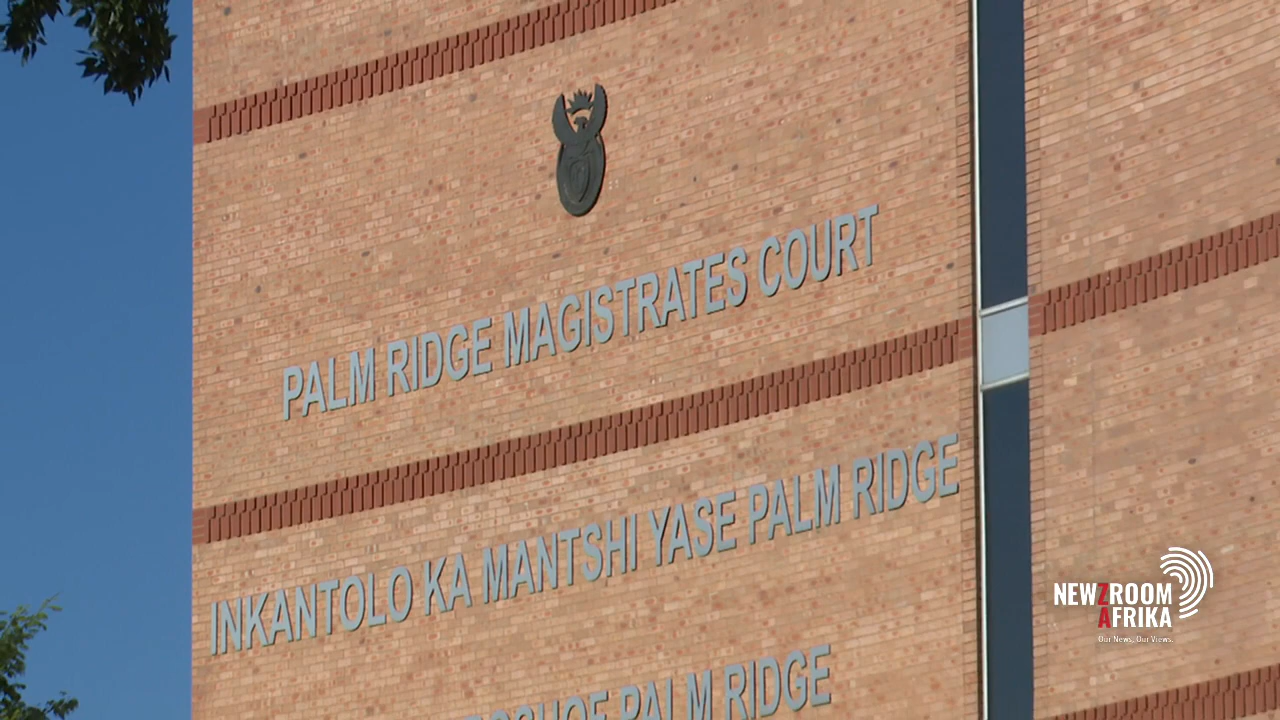 PALM RIDGE MAGISTRATES COURT
INKANTOLO KA MANTSHI YASE PALM RIDGE
PALM RIDGE
NEWZROOM
AFRIKA
Our News, Our Views.